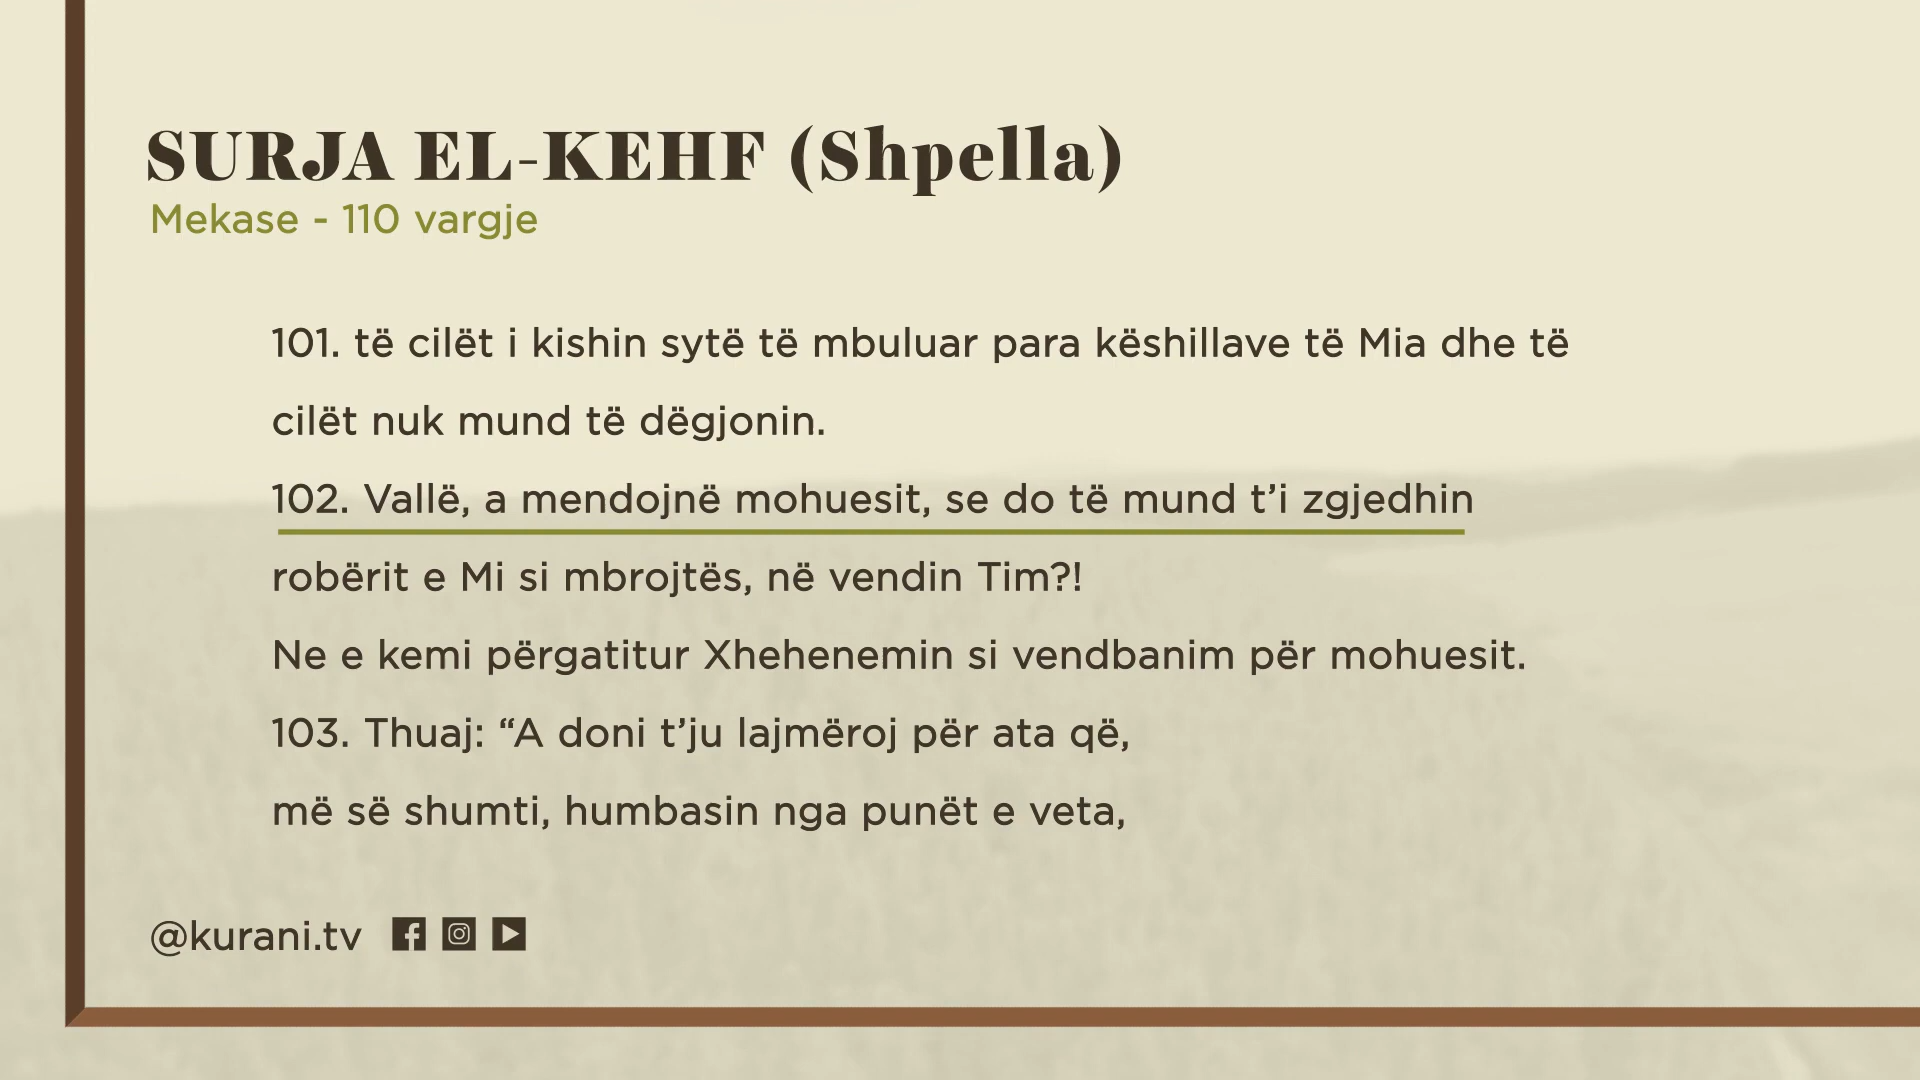 SURJA EL-KEHF (Shpella)
Mekase - 110 vargje
101. të cilët i kishin sytë të mbuluar para këshillave të Mia dhe të
cilët nuk mund të dëgjonin.
102. Vallë, a mendojnë mohuesit, se do të mund t’i zgjedhin
robërit e Mi si mbrojtës, në vendin Tim?!
Ne e kemi përgatitur Xhehenemin si vendbanim për mohuesit.
103. Thuaj: “A doni t’ju lajmëroj për ata që,
më së shumti, humbasin nga punët e veta,
@kurani.tv